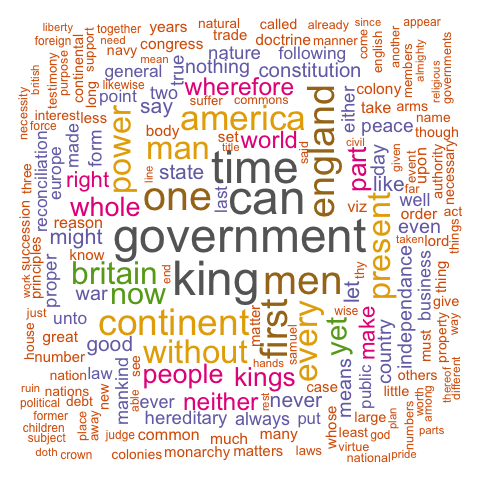 liberty together years natural already since appear
foreign need navy called trade doctrine manner come english another members almighty religious governments
necessity british testimony purpose continental support likewise mean congress true nature following
long general nothing wherefore suffer commons constitution colony
force interest less point two say america either take arms name
europe made form power body set title world england peace though
reconciliation right man time said civil part day given event upon authority necessary
three state line last can viz like far well order act
succession whole one even taken lord things
reason might know government present
principles proper britain king men let thy independance business thing
work war now end first every yet wise country must give property way
just unto continent matter make
house great good without samuel
number see hands means public others thereof different
nation law people kings rest case little
ruin nations mankind able neither never whose among worth
political debt new ever hereditary always put large plan numbers
former place away least god
children judge common much many virtue parts
subject colonies monarchy matters laws national pride
doth crown